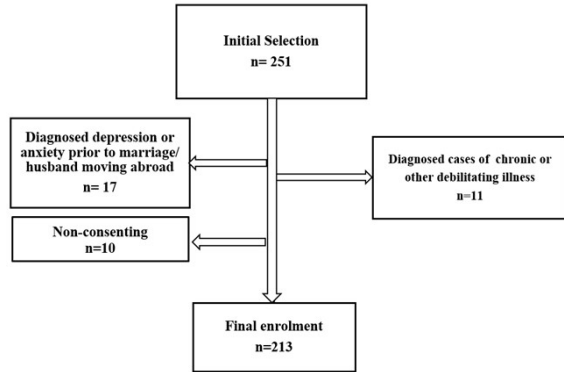 Initial Selection
n= 251
Diagnosed depression or
anxiety prior to marriage/
husband moving abroad
n= 17
Diagnosed cases of chronic or
other debilitating illness
n=11
Non-consenting
n=10
Final enrolment
n=213